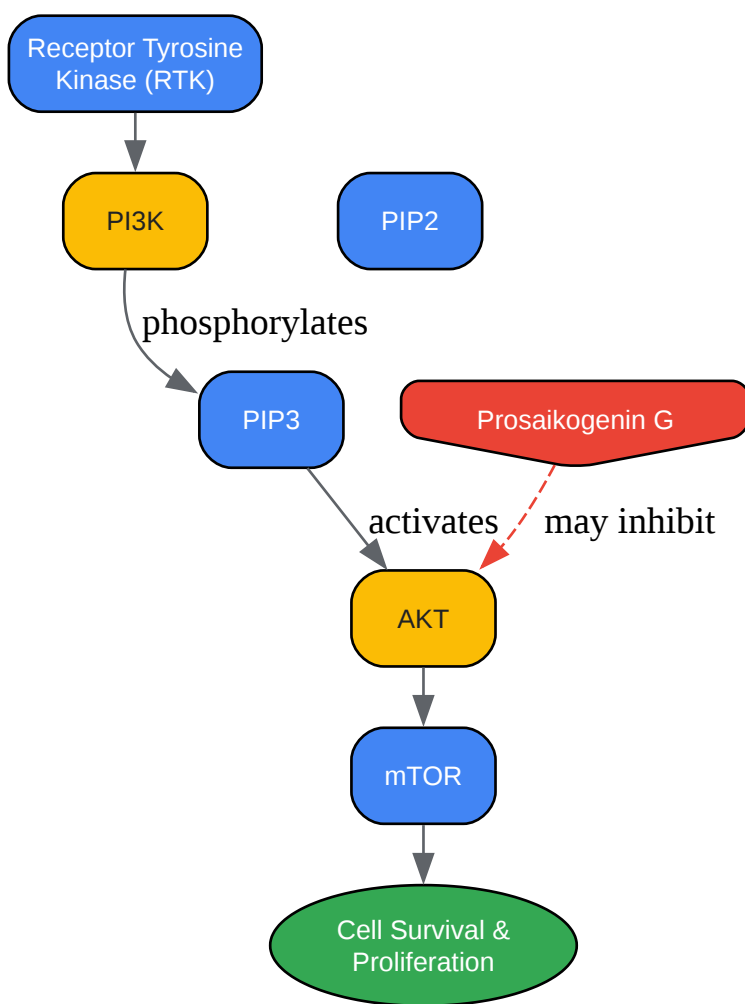 Receptor Tyrosine
Kinase (RTK)
PI3K
PIP2
phosphorylates
PIP3
Prosaikogenin G
activates
may inhibit
AKT
mTOR
Cell Survival &
Proliferation